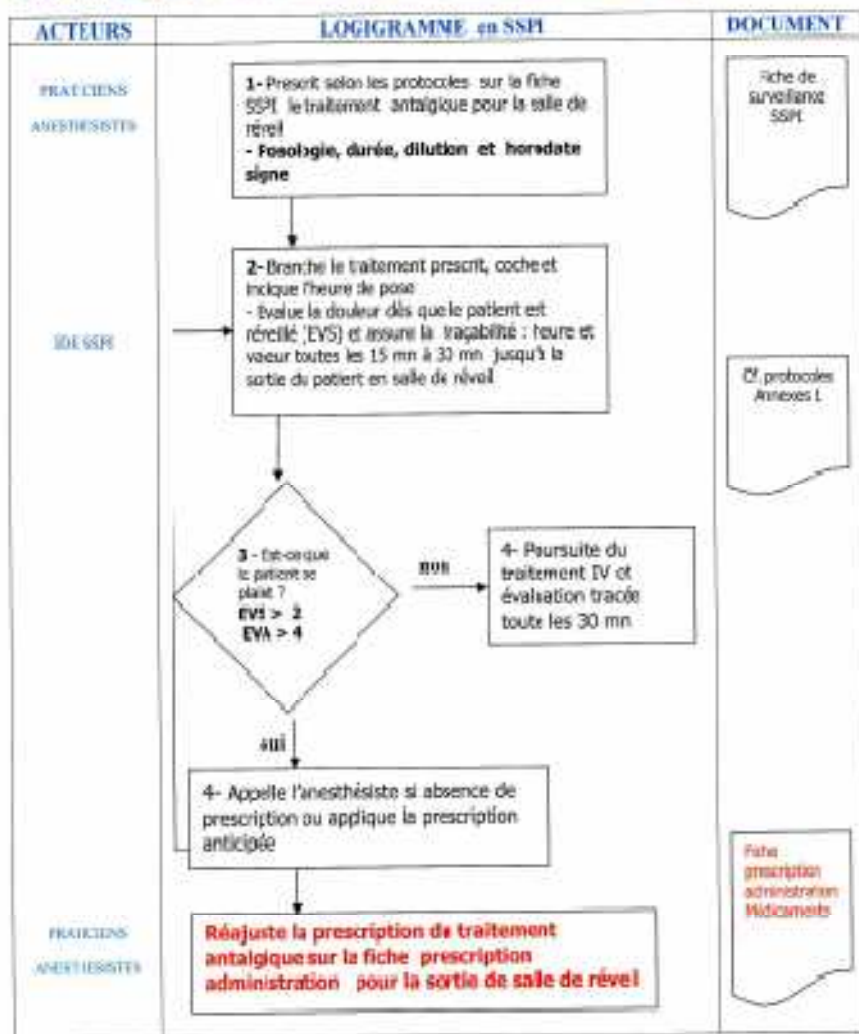 ACTEURS
LOGIGRAMME en SSPI
DOCUMENT
PRATICIENS
ANESTHESISTES
1- Prescrit selon les protocoles sur la fiche
SSPI le traitement antalgique pour la salle de
réveil
- Posologie, durée, dilution et horodate
signe
Fiche de
surveillance
SSPI
IDE SSPI
2- Branche le traitement prescrit, coche et
indique l'heure de pose
- Evalue la douleur dès que le patient est
réveillé (EVS) et assure la traçabilité : heure et
valeur toutes les 15 mn à 30 mn jusqu'à la
sortie du patient en salle de réveil
Cf. protocoles
Annexes 1
3 - Est-ce que
le patient se
plaint ?
EVS > 2
EVA > 4
non
4- Poursuite du
traitement IV et
évaluation tracée
toute les 30 mn
oui
4- Appelle l'anesthésiste si absence de
prescription ou applique la prescription
anticipée
Fiche
prescription
administration
Médicaments
PRATICIENS
ANESTHESISTES
Réajuste la prescription de traitement
antalgique sur la fiche prescription
administration pour la sortie de salle de réveil